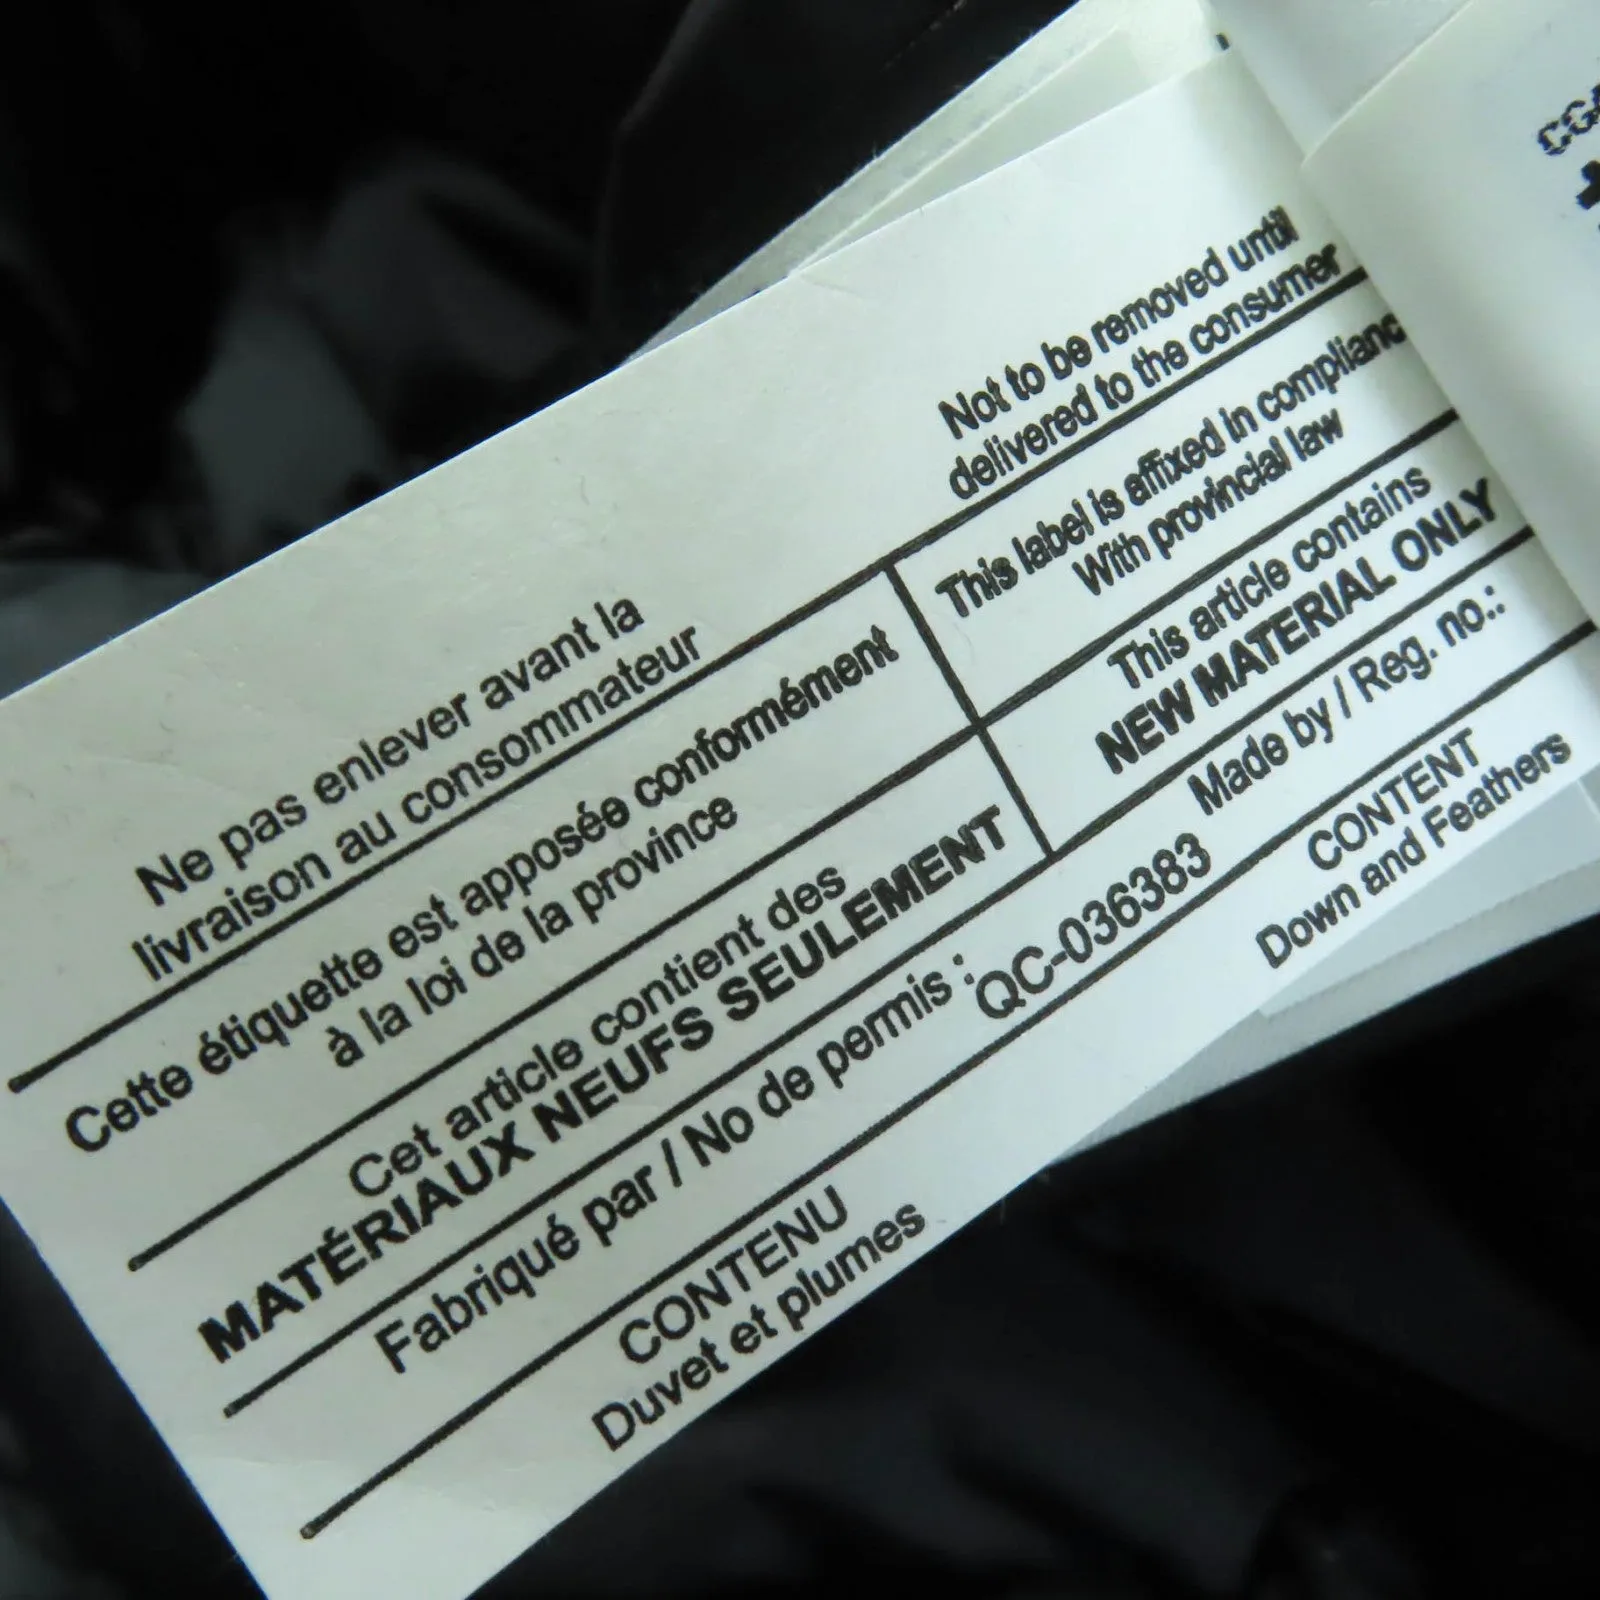 Not to be removed until
delivered to the consumer
This label is affixed in complianc
With provincial law
This article contains
NEW MATERIAL ONLY
Made by / Reg. no.:
CONTENT
Down and Feathers
Ne pas enlever avant la
livraison au consommateur
Cette étiquette est apposée conformément
à la loi de la province
Cet article contient des
MATÉRIAUX NEUFS SEULEMENT
Fabriqué par / No de permis :
QC-036383
CONTENU
Duvet et plumes